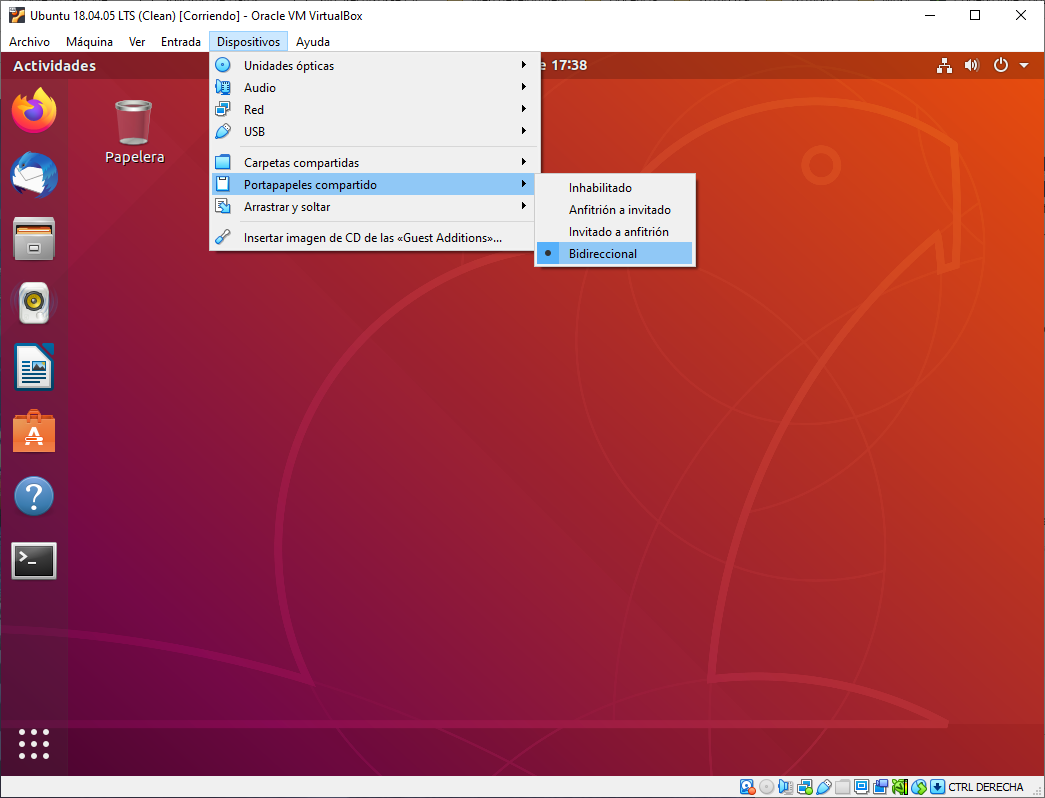 Ubuntu 18.04.05 LTS (Clean) [Corriendo] - Oracle VM VirtualBox
Archivo Máquina Ver Entrada Dispositivos Ayuda
Actividades
e 17:38
Papelera
Unidades ópticas
Audio
Red
USB
Carpetas compartidas
Portapapeles compartido
Arrastrar y soltar
Insertar imagen de CD de las «Guest Additions»...
Inhabilitado
Anfitrión a invitado
Invitado a anfitrión
Bidireccional
CTRL DERECHA